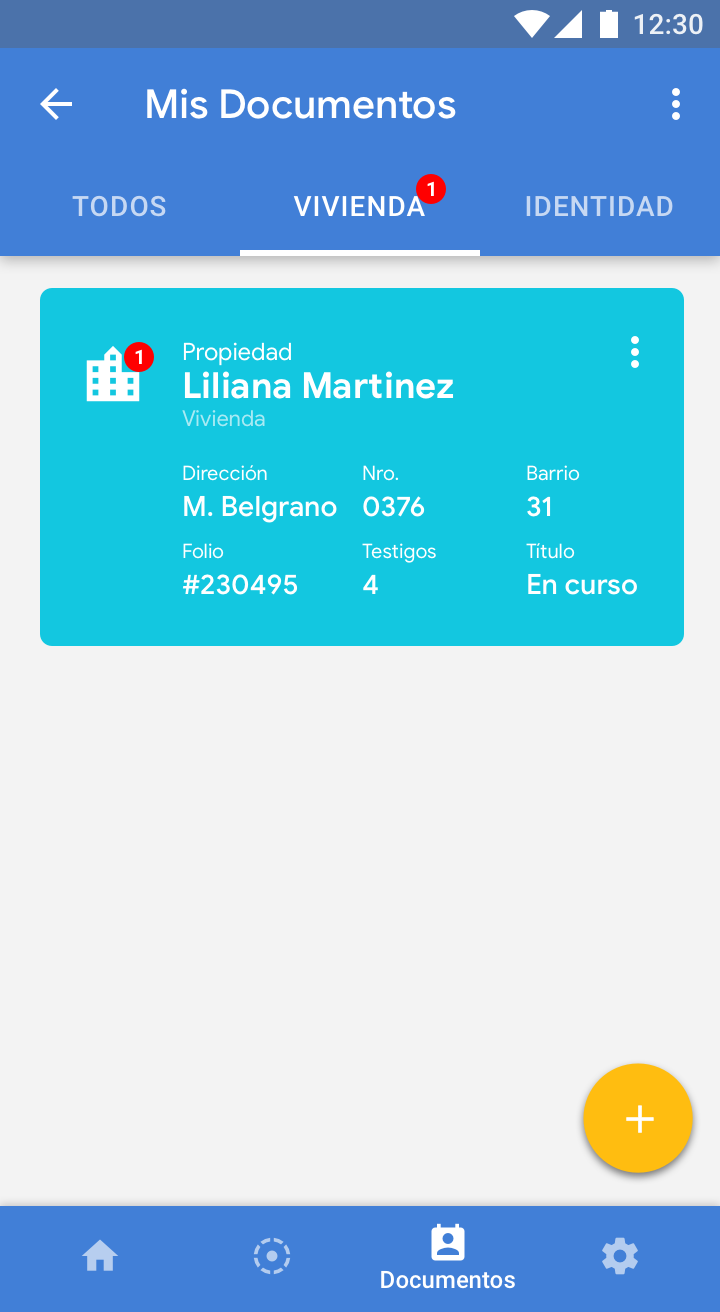 12:30
Mis Documentos
TODOS
VIVIENDA 1
IDENTIDAD
1
Propiedad
Liliana Martinez
Vivienda
Dirección Nro. Barrio
M. Belgrano 0376 31
Folio Testigos Título
#230495 4 En curso
Documentos